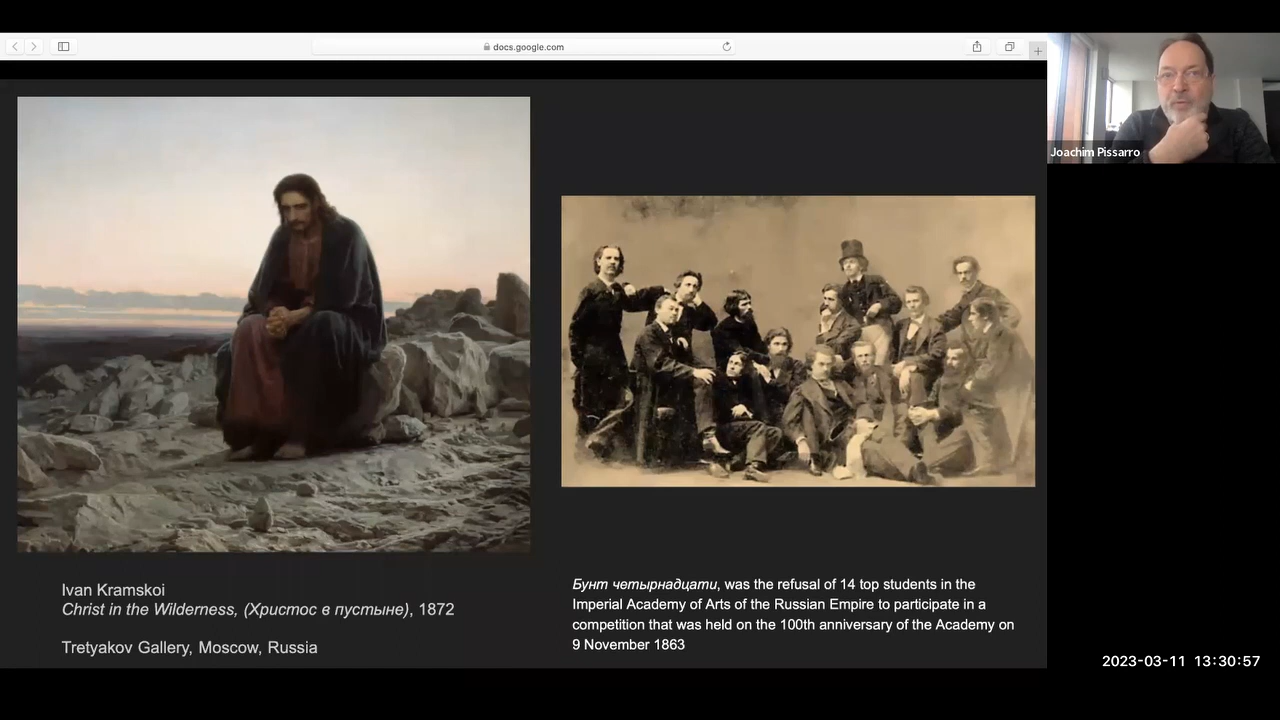 docs.google.com
Joachim Pissarro
Ivan Kramskoi
Christ in the Wilderness, (Христос в пустыне), 1872
Tretyakov Gallery, Moscow, Russia
Бунт четырнадцати, was the refusal of 14 top students in the
Imperial Academy of Arts of the Russian Empire to participate in a
competition that was held on the 100th anniversary of the Academy on
9 November 1863
2023-03-11 13:30:57